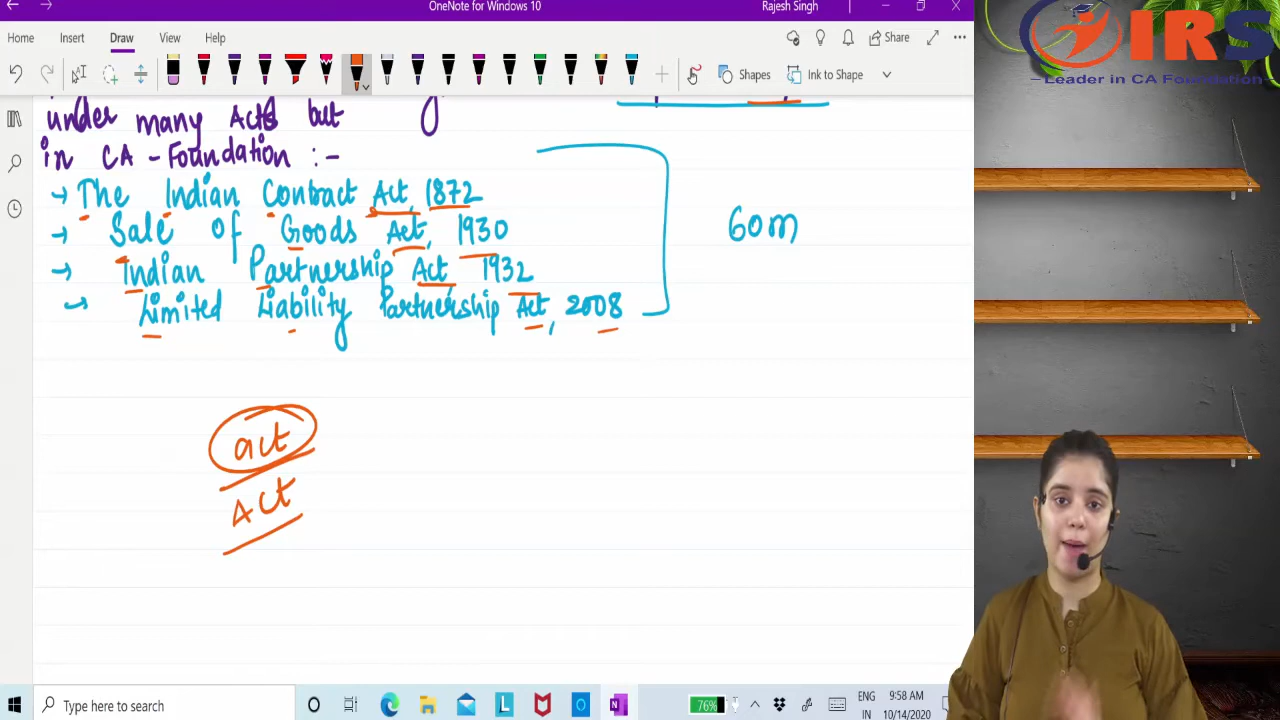 OneNote for Windows 10
Rajesh Singh
Home Insert Draw View Help
Share
Shapes
Ink to Shape
IRS
Leader in CA Foundation
under many Acts but
in CA - Foundation :-
→ The Indian Contract Act, 1872
→ Sale of Goods Act, 1930
→ Indian Partnership Act, 1932
→ Limited Liability Partnership Act, 2008
60m
act
Act
Type here to search
76%
ENG
IN
9:58 AM
10/14/2020